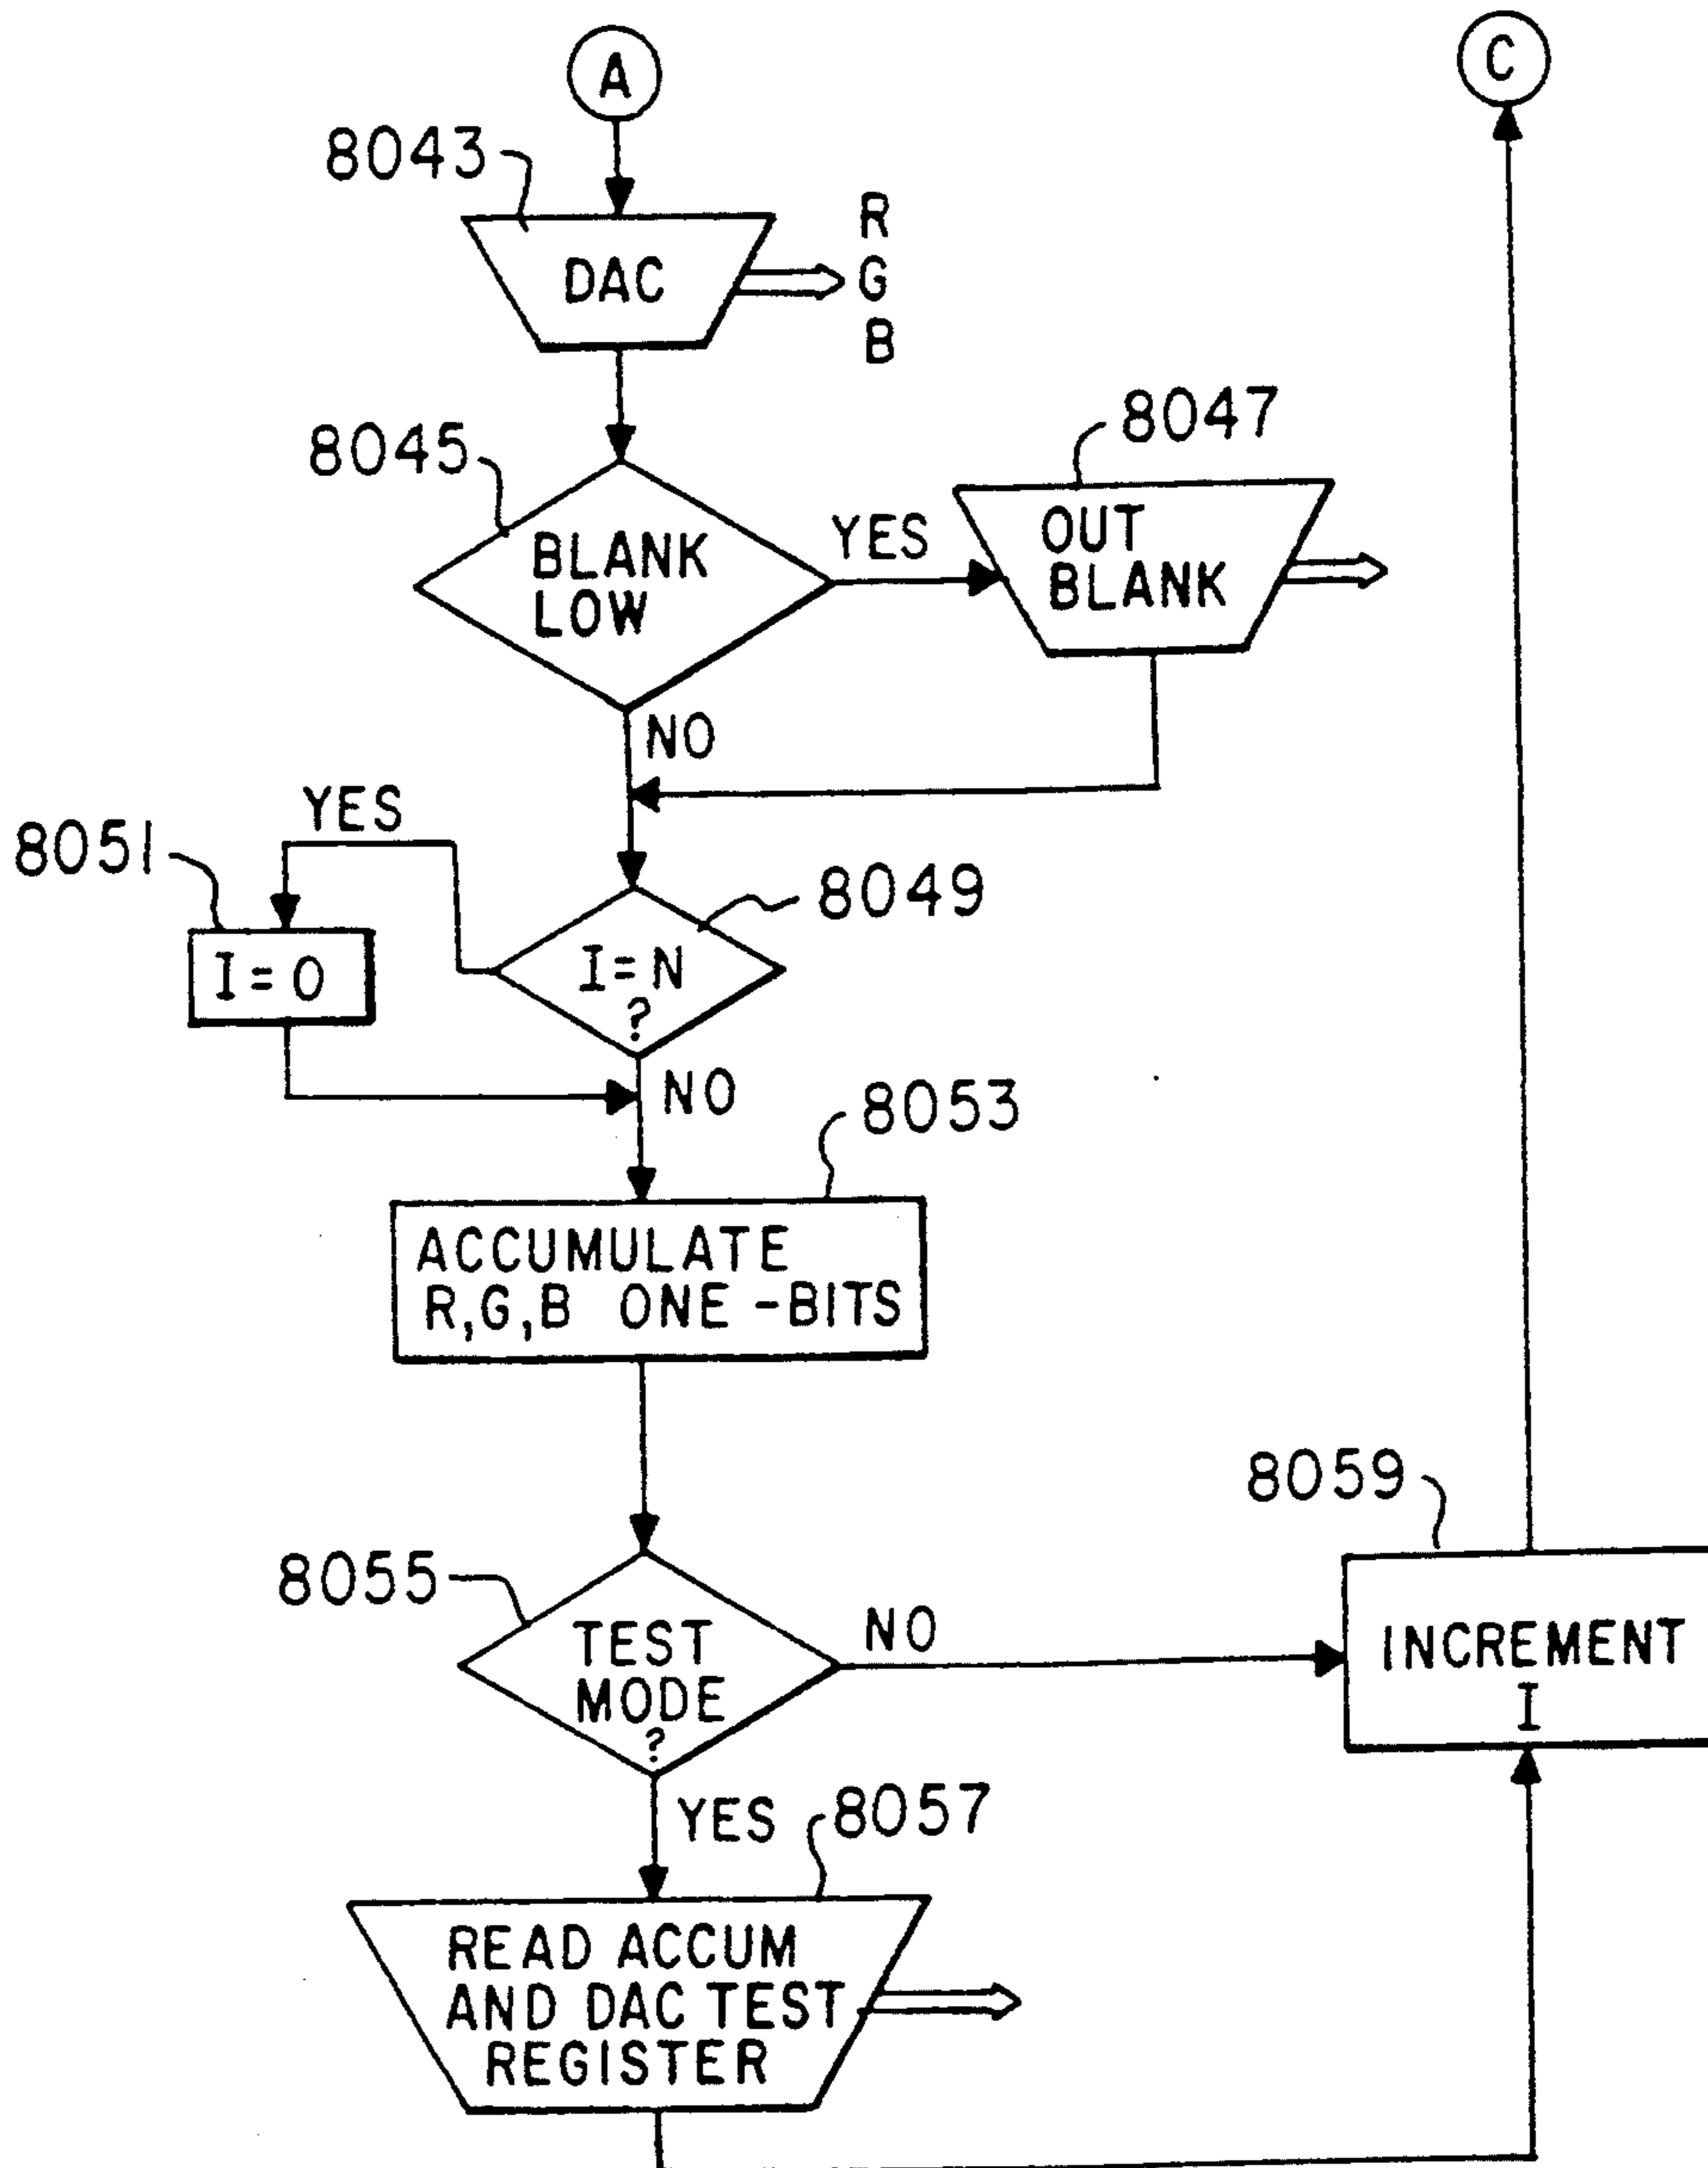 A
C
8043
DAC
R
G
B
8045
BLANK
LOW
YES
8047
OUT
BLANK
NO
YES
8051
I = 0
8049
I = N
?
NO
8053
ACCUMULATE
R,G,B ONE-BITS
8055
TEST
MODE
?
NO
8059
INCREMENT
I
YES
8057
READ ACCUM
AND DAC TEST
REGISTER